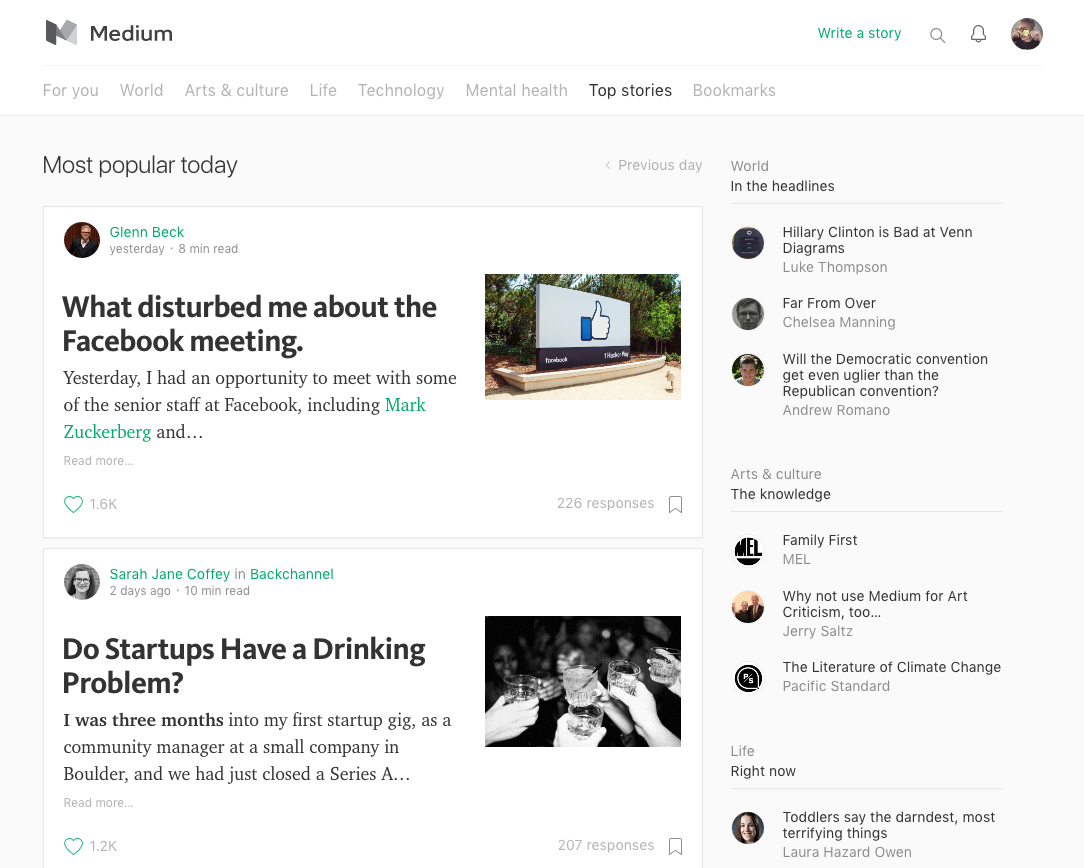 Medium
Write a story
For you World Arts & culture Life Technology Mental health Top stories Bookmarks
Most popular today
Previous day
Glenn Beck
yesterday · 8 min read
What disturbed me about the
Facebook meeting.
Yesterday, I had an opportunity to meet with some
of the senior staff at Facebook, including Mark
Zuckerberg and…
Read more…
facebook 1 Hacker Way
1.6K
226 responses
Sarah Jane Coffey in Backchannel
2 days ago · 10 min read
Do Startups Have a Drinking
Problem?
I was three months into my first startup gig, as a
community manager at a small company in
Boulder, and we had just closed a Series A…
Read more…
1.2K
207 responses
World
In the headlines
Hillary Clinton is Bad at Venn
Diagrams
Luke Thompson
Far From Over
Chelsea Manning
Will the Democratic convention
get even uglier than the
Republican convention?
Andrew Romano
Arts & culture
The knowledge
MEL
Family First
MEL
Why not use Medium for Art
Criticism, too…
Jerry Saltz
P/S
The Literature of Climate Change
Pacific Standard
Life
Right now
Toddlers say the darndest, most
terrifying things
Laura Hazard Owen